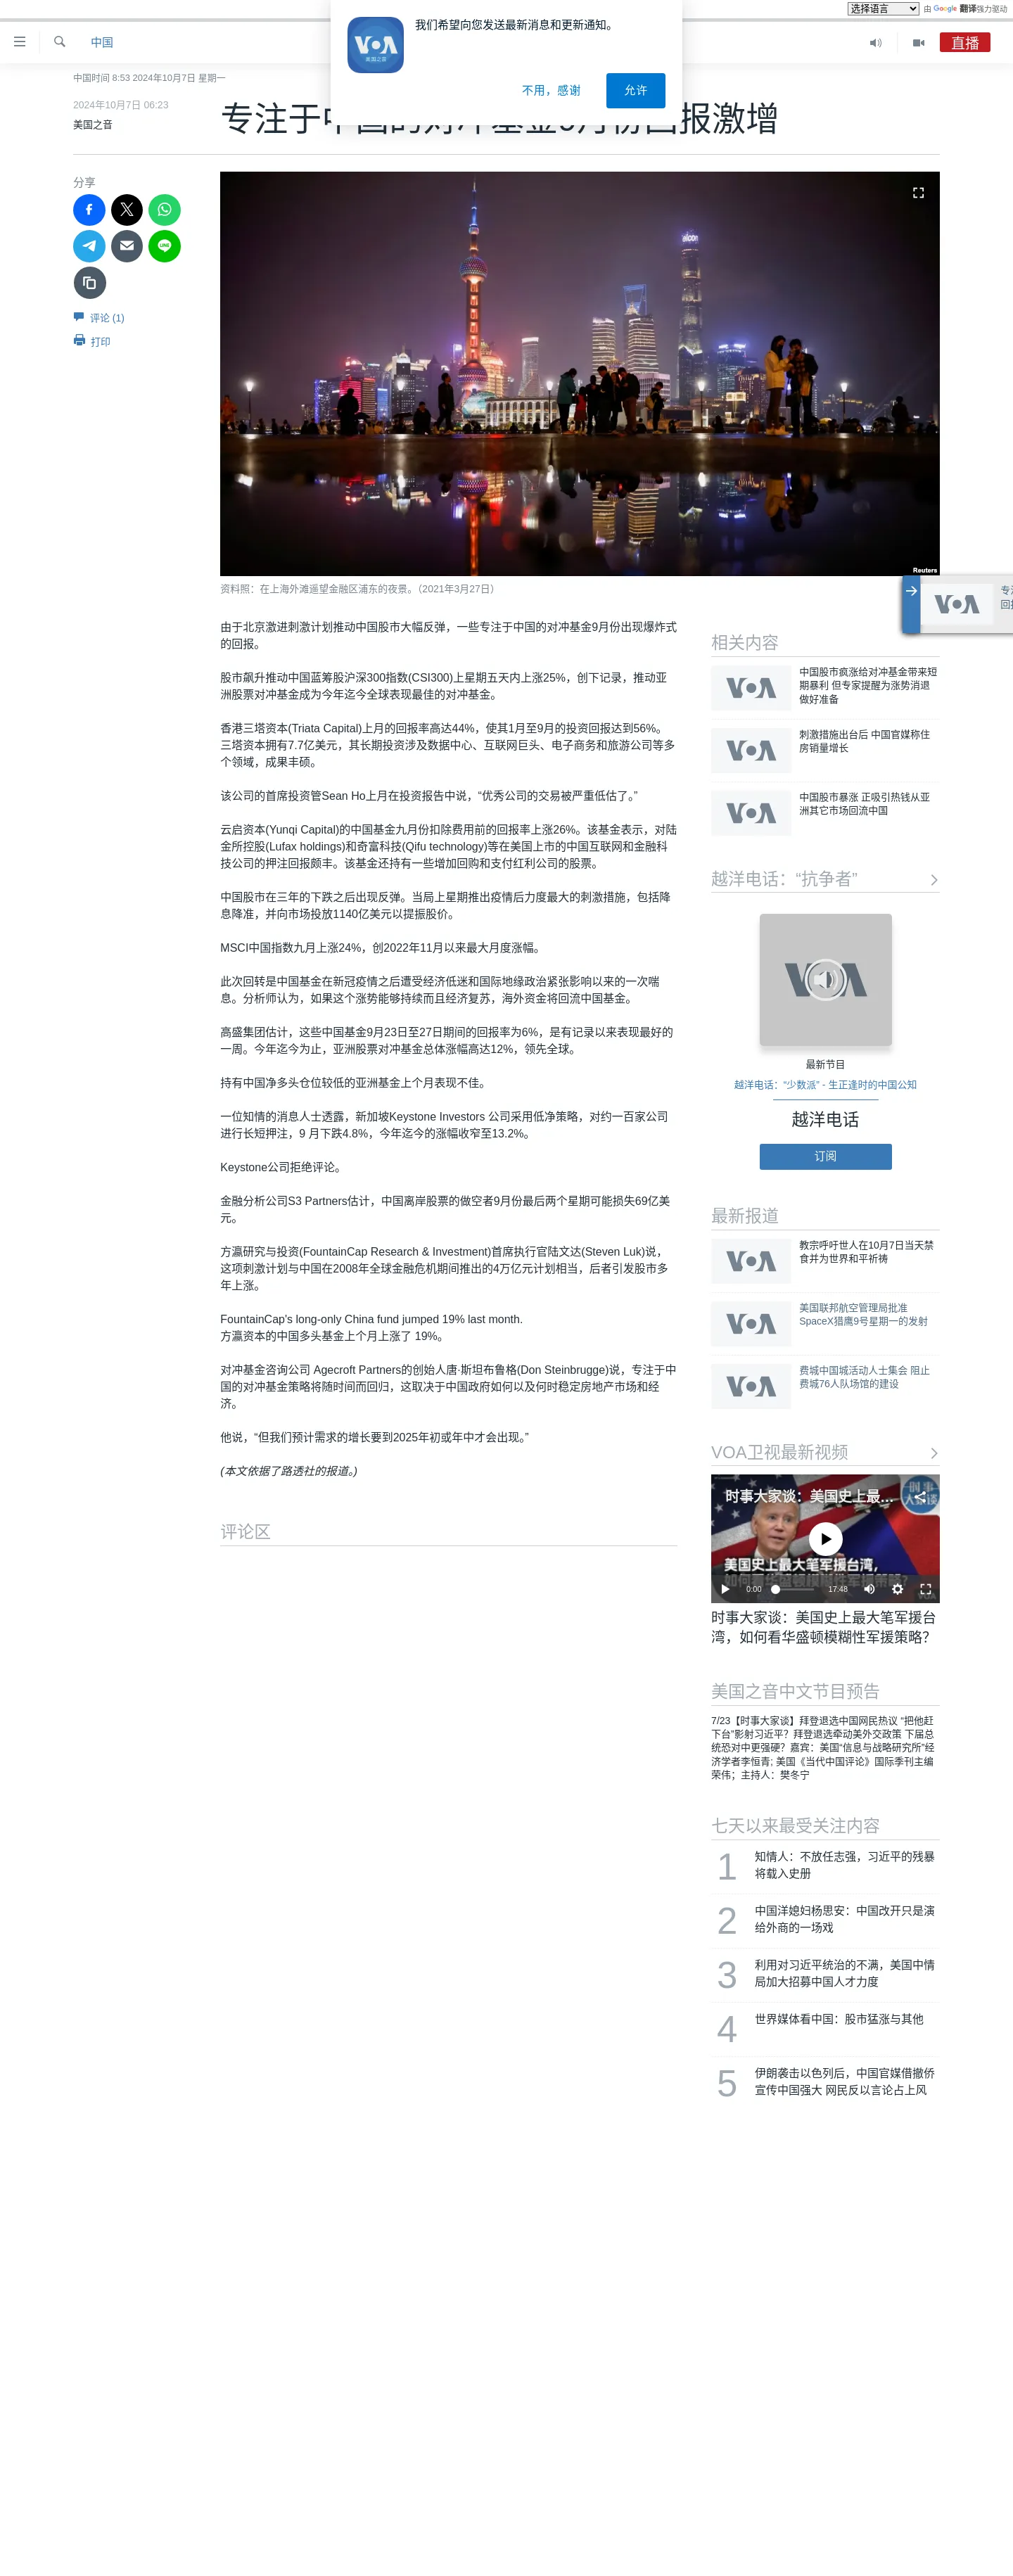 选择语言
由 Google 翻译强力驱动
我们希望向您发送最新消息和更新通知。
VOA
美国之音
不用，感谢
允许
中国
直播
中国时间 8:53 2024年10月7日 星期一
2024年10月7日 06:23
美国之音
分享
评论 (1)
打印
Reuters
资料照：在上海外滩遥望金融区浦东的夜景。（2021年3月27日）
由于北京激进刺激计划推动中国股市大幅反弹，一些专注于中国的对冲基金9月份出现爆炸式
的回报。
股市飙升推动中国蓝筹股沪深300指数(CSI300)上星期五天内上涨25%，创下记录，推动亚
洲股票对冲基金成为今年迄今全球表现最佳的对冲基金。
香港三塔资本(Triata Capital)上月的回报率高达44%，使其1月至9月的投资回报达到56%。
三塔资本拥有7.7亿美元，其长期投资涉及数据中心、互联网巨头、电子商务和旅游公司等多
个领域，成果丰硕。
该公司的首席投资管Sean Ho上月在投资报告中说，“优秀公司的交易被严重低估了。”
云启资本(Yunqi Capital)的中国基金九月份扣除费用前的回报率上涨26%。该基金表示，对陆
金所控股(Lufax holdings)和奇富科技(Qifu technology)等在美国上市的中国互联网和金融科
技公司的押注回报颇丰。该基金还持有一些增加回购和支付红利公司的股票。
中国股市在三年的下跌之后出现反弹。当局上星期推出疫情后力度最大的刺激措施，包括降
息降准，并向市场投放1140亿美元以提振股价。
MSCI中国指数九月上涨24%，创2022年11月以来最大月度涨幅。
此次回转是中国基金在新冠疫情之后遭受经济低迷和国际地缘政治紧张影响以来的一次喘
息。分析师认为，如果这个涨势能够持续而且经济复苏，海外资金将回流中国基金。
高盛集团估计，这些中国基金9月23日至27日期间的回报率为6%，是有记录以来表现最好的
一周。今年迄今为止，亚洲股票对冲基金总体涨幅高达12%，领先全球。
持有中国净多头仓位较低的亚洲基金上个月表现不佳。
一位知情的消息人士透露，新加坡Keystone Investors 公司采用低净策略，对约一百家公司
进行长短押注，9 月下跌4.8%，今年迄今的涨幅收窄至13.2%。
Keystone公司拒绝评论。
金融分析公司S3 Partners估计，中国离岸股票的做空者9月份最后两个星期可能损失69亿美
元。
方瀛研究与投资(FountainCap Research & Investment)首席执行官陆文达(Steven Luk)说，
这项刺激计划与中国在2008年全球金融危机期间推出的4万亿元计划相当，后者引发股市多
年上涨。
FountainCap's long-only China fund jumped 19% last month.
方瀛资本的中国多头基金上个月上涨了 19%。
对冲基金咨询公司 Agecroft Partners的创始人唐·斯坦布鲁格(Don Steinbrugge)说，专注于中
国的对冲基金策略将随时间而回归，这取决于中国政府如何以及何时稳定房地产市场和经
济。
他说，“但我们预计需求的增长要到2025年初或年中才会出现。”
(本文依据了路透社的报道。)
评论区
VOA
相关内容
VOA
中国股市疯涨给对冲基金带来短
期暴利 但专家提醒为涨势消退
做好准备
VOA
刺激措施出台后 中国官媒称住
房销量增长
VOA
中国股市暴涨 正吸引热钱从亚
洲其它市场回流中国
越洋电话：“抗争者”
最新节目
越洋电话：“少数派” - 生正逢时的中国公知
越洋电话
订阅
最新报道
VOA
教宗呼吁世人在10月7日当天禁
食并为世界和平祈祷
VOA
美国联邦航空管理局批准
SpaceX猎鹰9号星期一的发射
VOA
费城中国城活动人士集会 阻止
费城76人队场馆的建设
VOA卫视最新视频
时事大家谈：美国史上最...
美国史上最大笔军援台湾，
0:00
17:48
时事大家谈：美国史上最大笔军援台
湾，如何看华盛顿模糊性军援策略？
美国之音中文节目预告
7/23【时事大家谈】拜登退选中国网民热议 “把他赶
下台”影射习近平？拜登退选牵动美外交政策 下届总
统恐对中更强硬？嘉宾：美国“信息与战略研究所”经
济学者李恒青; 美国《当代中国评论》国际季刊主编
荣伟；主持人：樊冬宁
七天以来最受关注内容
1
知情人：不放任志强，习近平的残暴
将载入史册
2
中国洋媳妇杨思安：中国改开只是演
给外商的一场戏
3
利用对习近平统治的不满，美国中情
局加大招募中国人才力度
4
世界媒体看中国：股市猛涨与其他
5
伊朗袭击以色列后，中国官媒借撤侨
宣传中国强大 网民反以言论占上风